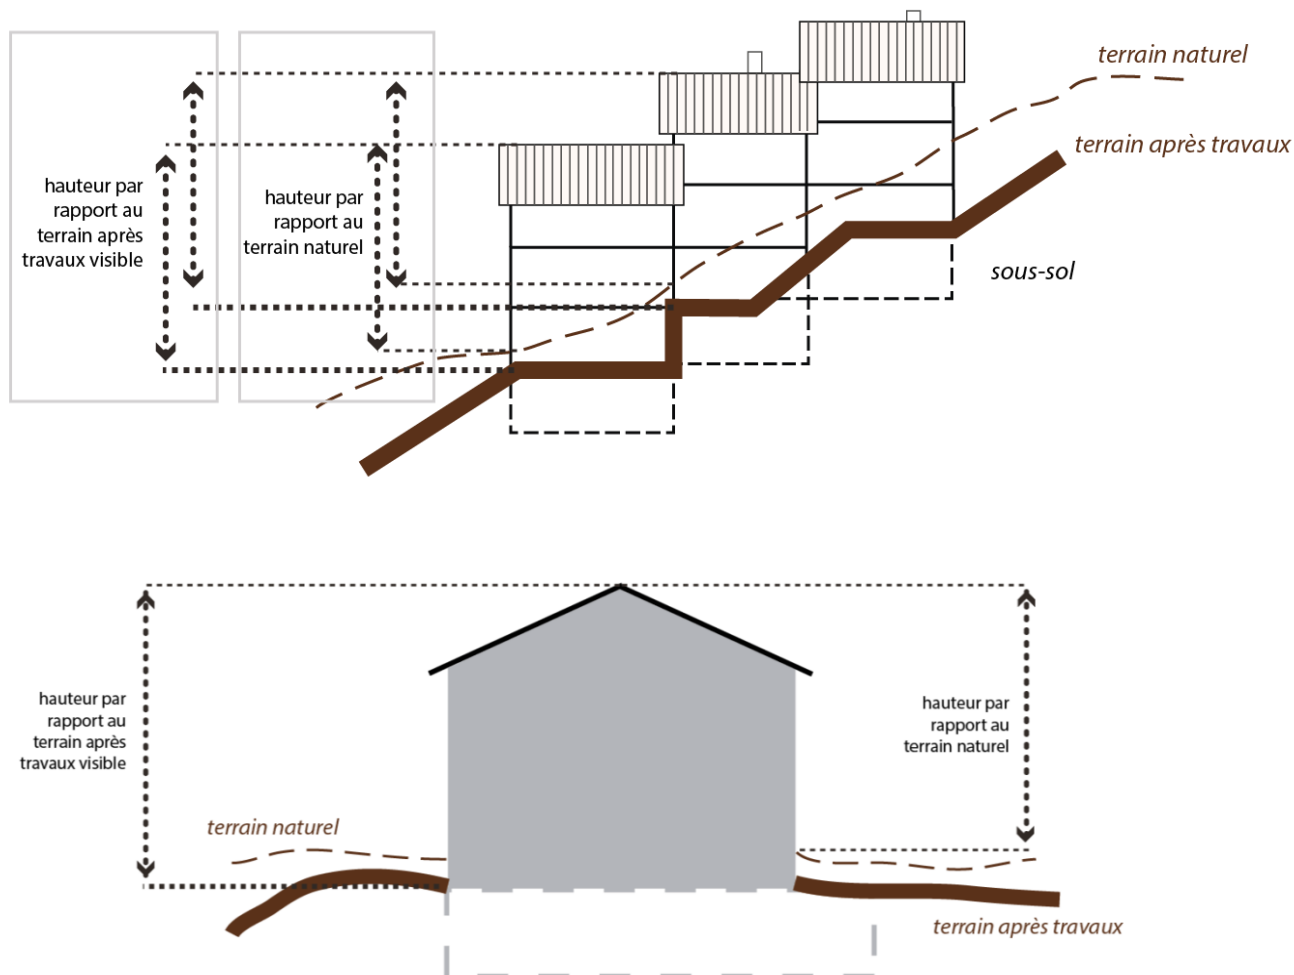 terrain naturel
terrain après travaux
hauteur par
rapport au
terrain après
travaux visible
hauteur par
rapport au
terrain naturel
sous-sol
hauteur par
rapport au
terrain après
travaux visible
hauteur par
rapport au
terrain naturel
terrain naturel
terrain après travaux